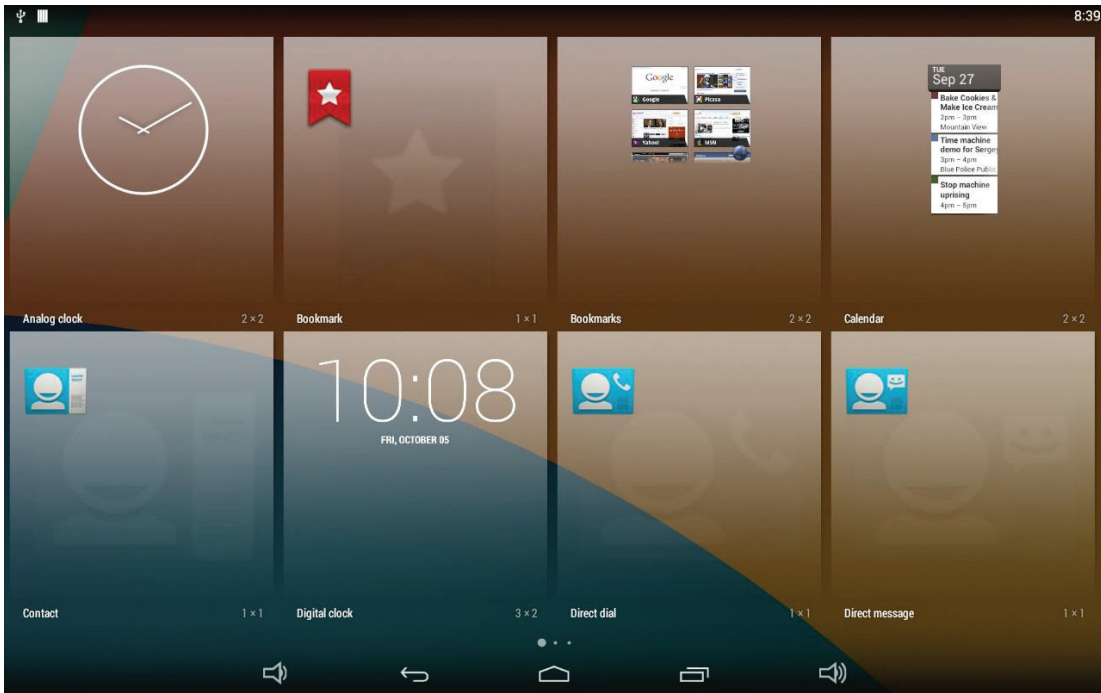 8:39
Google
Google
Picasa
Yahoo!
MSN
TUE
Sep 27
Bake Cookies &
Make Ice Cream
2pm – 3pm
Mountain View
Time machine
demo for Sergey
3pm – 4pm
Blue Police Public
Stop machine
uprising
4pm – 5pm
Analog clock 2 × 2
Bookmark 1 × 1
Bookmarks 2 × 2
Calendar 2 × 2
10:08
FRI, OCTOBER 05
Contact 1 × 1
Digital clock 3 × 2
Direct dial 1 × 1
Direct message 1 × 1